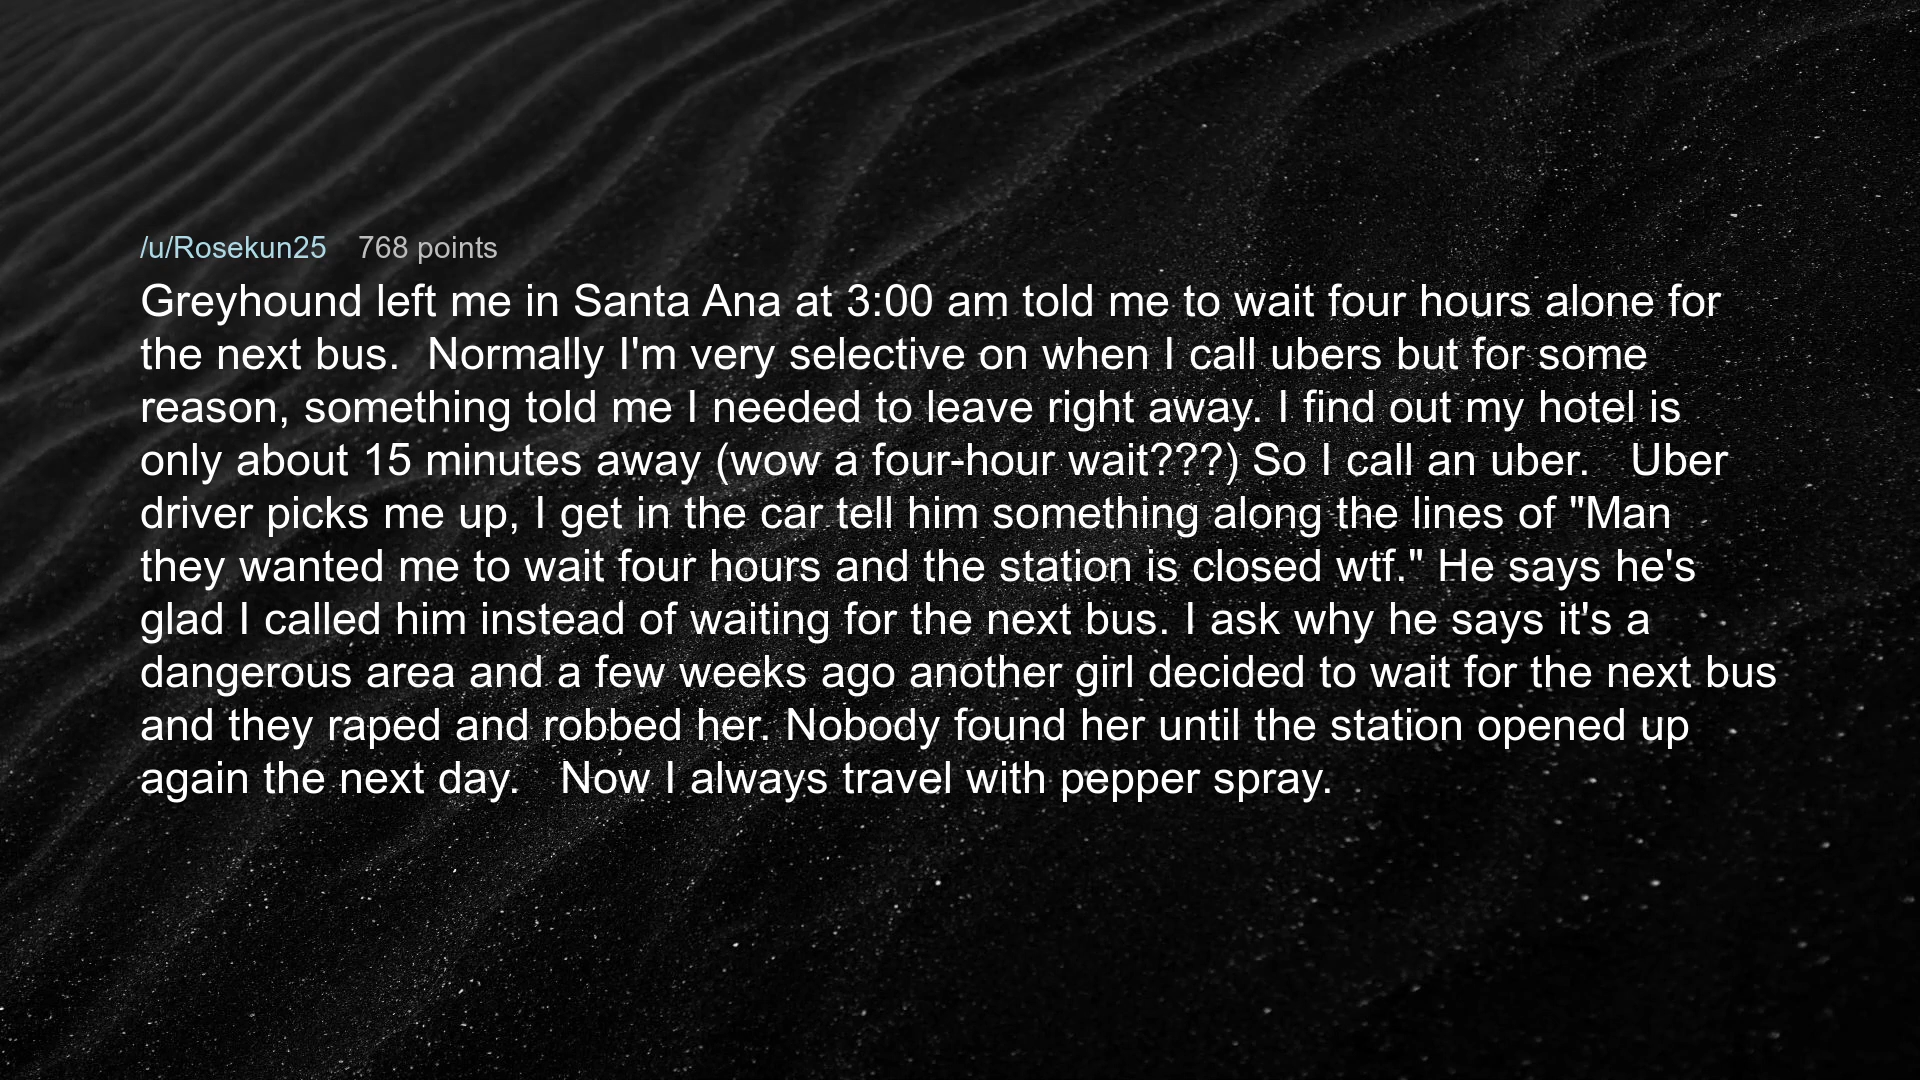 /u/Rosekun25 768 points
Greyhound left me in Santa Ana at 3:00 am told me to wait four hours alone for
the next bus.  Normally I'm very selective on when I call ubers but for some
reason, something told me I needed to leave right away. I find out my hotel is
only about 15 minutes away (wow a four-hour wait???) So I call an uber.   Uber
driver picks me up, I get in the car tell him something along the lines of "Man
they wanted me to wait four hours and the station is closed wtf." He says he's
glad I called him instead of waiting for the next bus. I ask why he says it's a
dangerous area and a few weeks ago another girl decided to wait for the next bus
and they raped and robbed her. Nobody found her until the station opened up
again the next day.   Now I always travel with pepper spray.